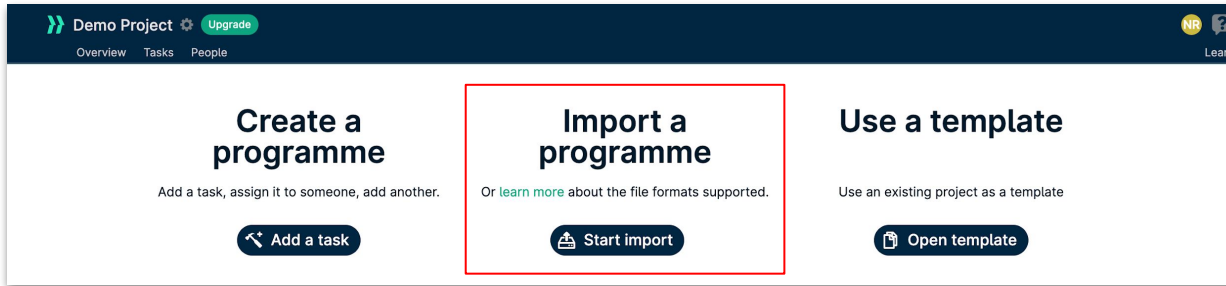 Demo Project Upgrade NR
Overview Tasks People
Create a programme
Add a task, assign it to someone, add another.
Add a task
Import a programme
Or learn more about the file formats supported.
Start import
Use a template
Use an existing project as a template
Open template